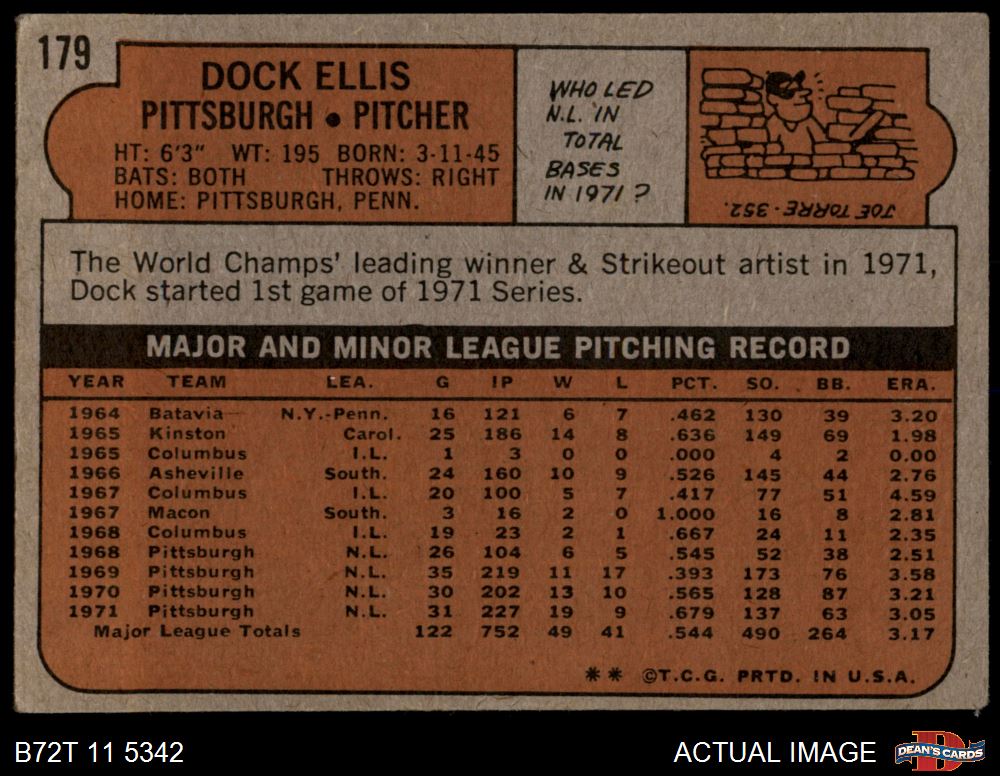 179
DOCK ELLIS
PITTSBURGH • PITCHER
HT: 6'3" WT: 195 BORN: 3-11-45
BATS: BOTH THROWS: RIGHT
HOME: PITTSBURGH, PENN.
WHO LED
N.L. IN
TOTAL
BASES
IN 1971 ?
JOE TORRE-352.
The World Champs' leading winner & Strikeout artist in 1971,
Dock started 1st game of 1971 Series.
MAJOR AND MINOR LEAGUE PITCHING RECORD
YEAR TEAM LEA. G IP W L PCT. SO. BB. ERA.
1964 Batavia N.Y.-Penn. 16 121 6 7 .462 130 39 3.20
1965 Kinston Carol. 25 186 14 8 .636 149 69 1.98
1965 Columbus I.L. 1 3 0 0 .000 4 2 0.00
1966 Asheville South. 24 160 10 9 .526 145 44 2.76
1967 Columbus I.L. 20 100 5 7 .417 77 51 4.59
1967 Macon South. 3 16 2 0 1.000 16 8 2.81
1968 Columbus I.L. 19 23 2 1 .667 24 11 2.35
1968 Pittsburgh N.L. 26 104 6 5 .545 52 38 2.51
1969 Pittsburgh N.L. 35 219 11 17 .393 173 76 3.58
1970 Pittsburgh N.L. 30 202 13 10 .565 128 87 3.21
1971 Pittsburgh N.L. 31 227 19 9 .679 137 63 3.05
Major League Totals 122 752 49 41 .544 490 264 3.17
** ©T.C.G. PRTD. IN U.S.A.
B72T 11 5342
ACTUAL IMAGE
DEAN'S CARDS